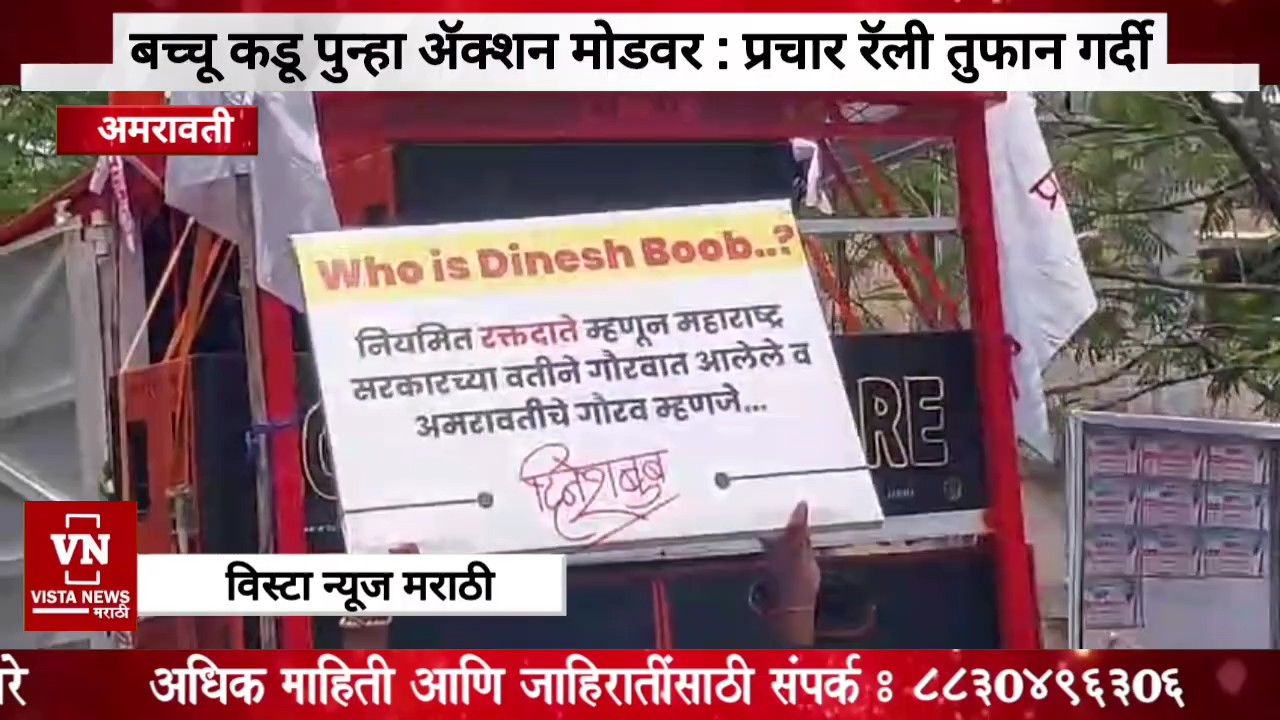 बच्चू कडू पुन्हा ॲक्शन मोडवर : प्रचार रॅली तुफान गर्दी
अमरावती
प्र
Who is Dinesh Boob..?
नियमित रक्तदाते म्हणून महाराष्ट्र
सरकारच्या वतीने गौरवात आलेले व
अमरावतीचे गौरव म्हणजे...
दिनेश बुब
RE
VN
VISTA NEWS
मराठी
विस्टा न्यूज मराठी
रे अधिक माहिती आणि जाहिरातींसाठी संपर्क : ८८३०४९६३०६